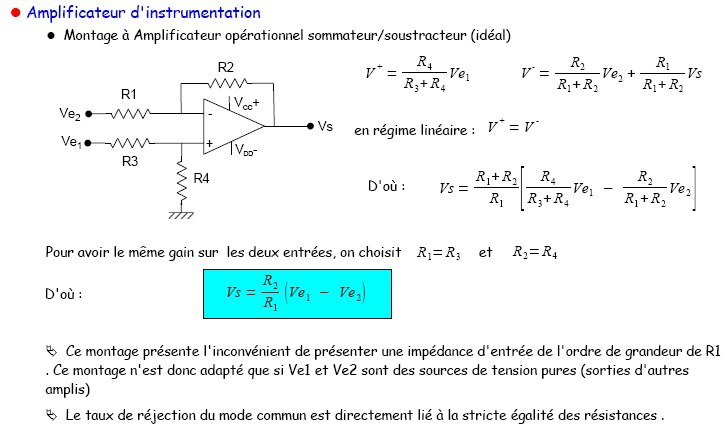 Amplificateur d'instrumentation
Montage à Amplificateur opérationnel sommateur/soustracteur (idéal)
R2
R1
Ve2
Ve1
R3
R4
-
+
Vcc+
VDD-
Vs
V⁺ = R₄/(R₃+R₄) Ve₁
V⁻ = R₂/(R₁+R₂) Ve₂ + R₁/(R₁+R₂) Vs
en régime linéaire : V⁺ = V⁻
D'où : Vs = (R₁+R₂)/R₁ [R₄/(R₃+R₄) Ve₁ − R₂/(R₁+R₂) Ve₂]
Pour avoir le même gain sur les deux entrées, on choisit R₁=R₃ et R₂=R₄
D'où : Vs = R₂/R₁ (Ve₁ − Ve₂)
Ce montage présente l'inconvénient de présenter une impédance d'entrée de l'ordre de grandeur de R1
. Ce montage n'est donc adapté que si Ve1 et Ve2 sont des sources de tension pures (sorties d'autres
amplis)
Le taux de réjection du mode commun est directement lié à la stricte égalité des résistances .